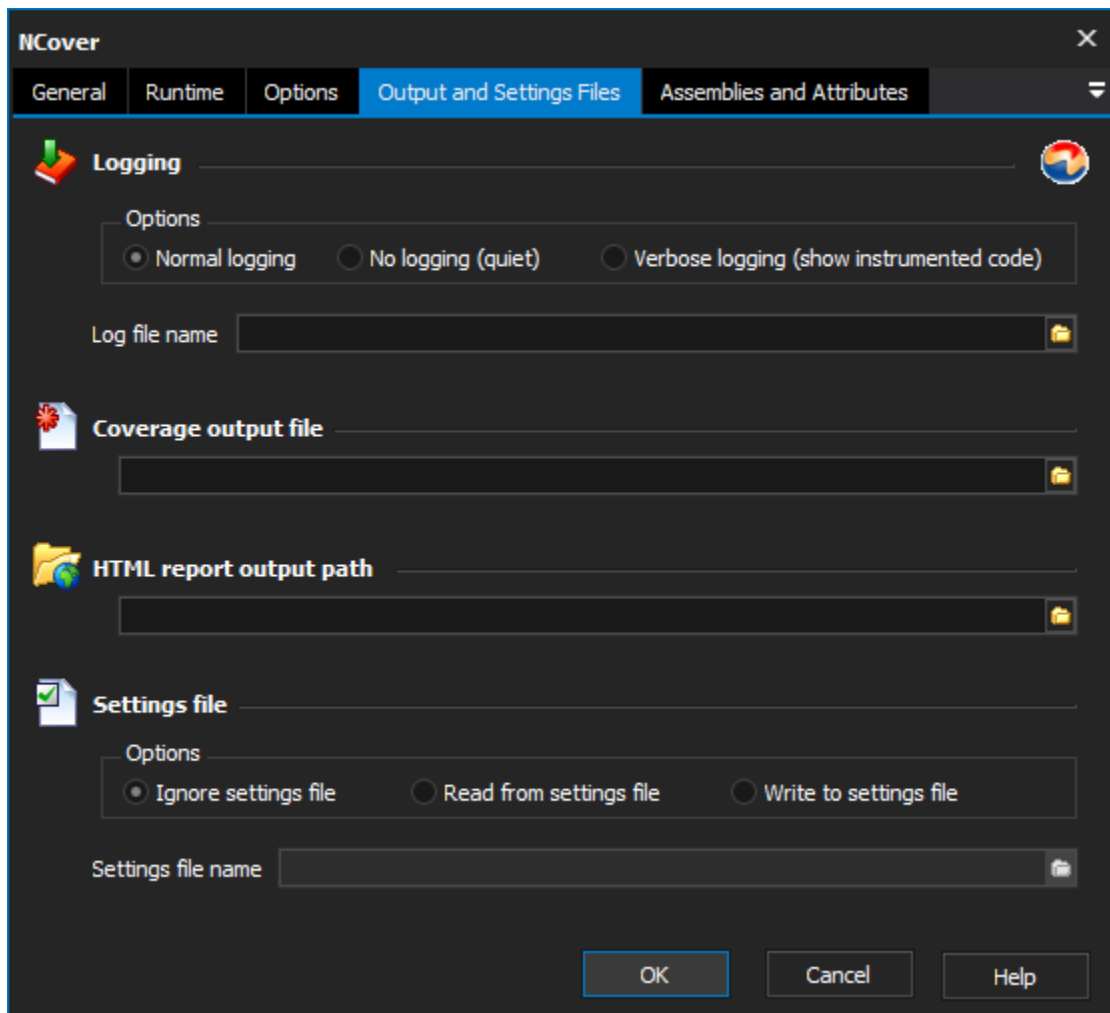 NCover
General Runtime Options Output and Settings Files Assemblies and Attributes
Logging
Options
Normal logging No logging (quiet) Verbose logging (show instrumented code)
Log file name
Coverage output file
HTML report output path
Settings file
Options
Ignore settings file Read from settings file Write to settings file
Settings file name
OK Cancel Help